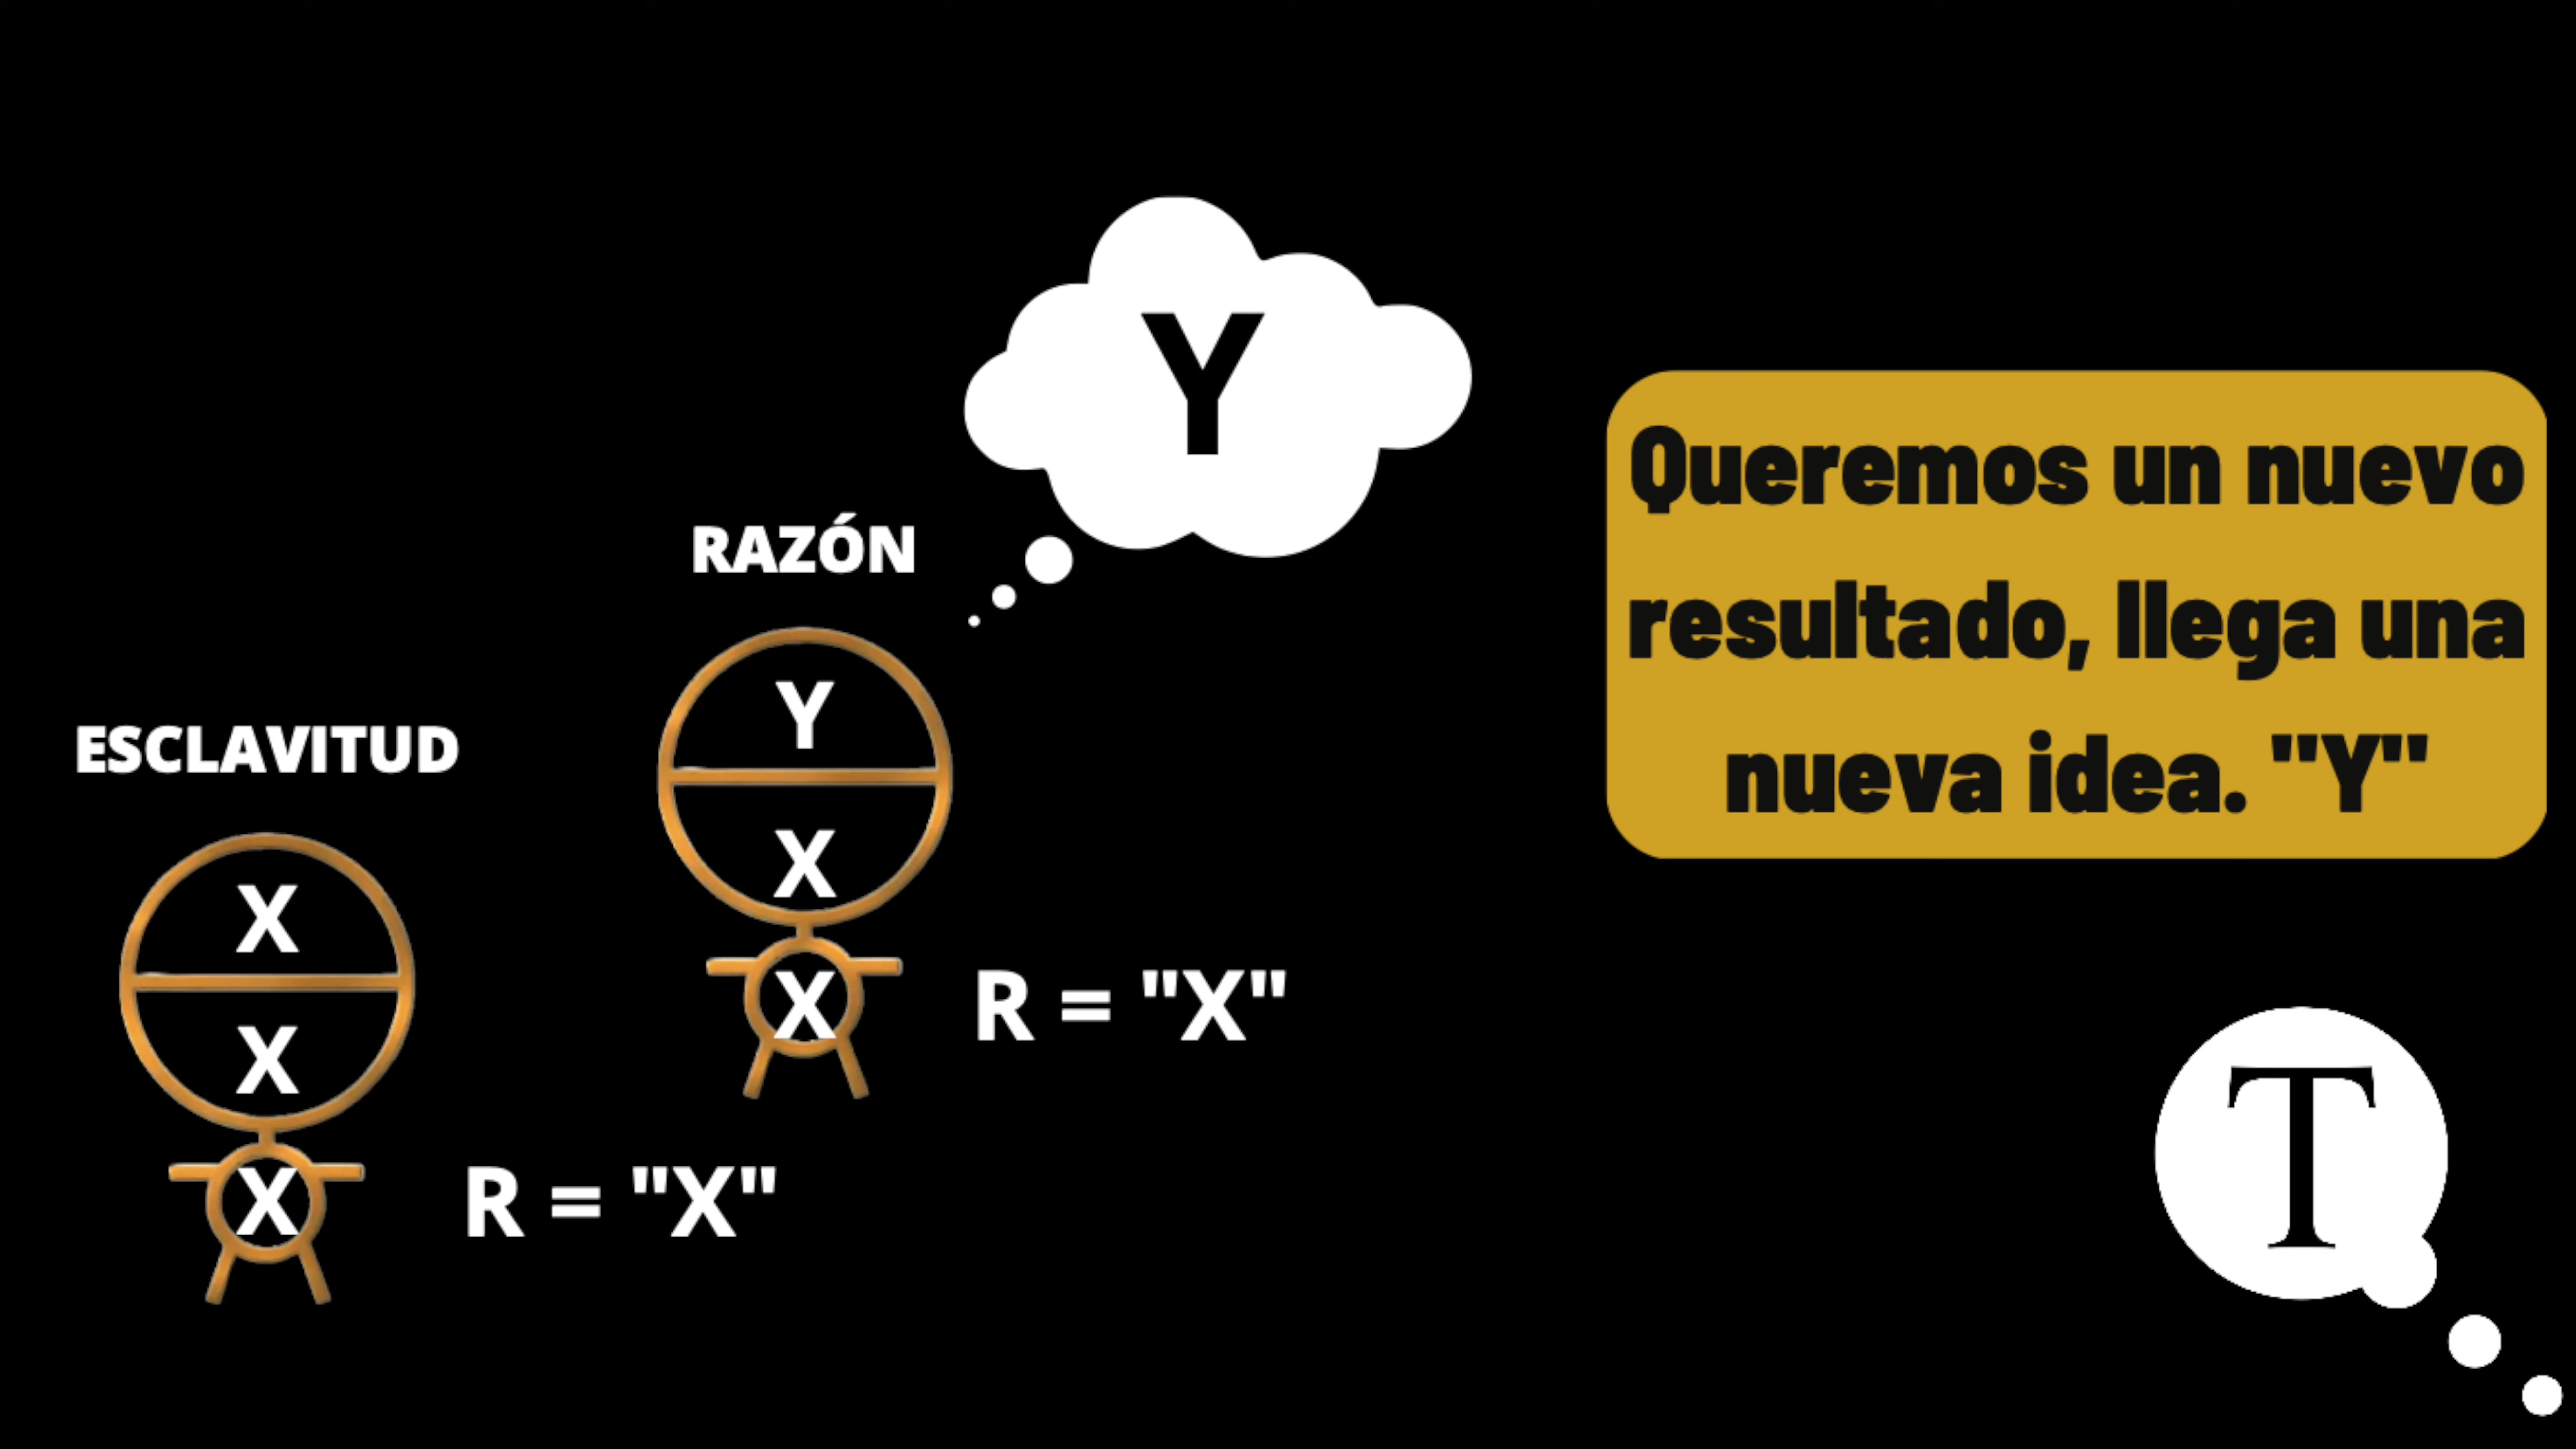 Y
RAZÓN
Y
X
X
R = "X"
ESCLAVITUD
X
X
X
R = "X"
Queremos un nuevo
resultado, llega una
nueva idea. "Y"
T